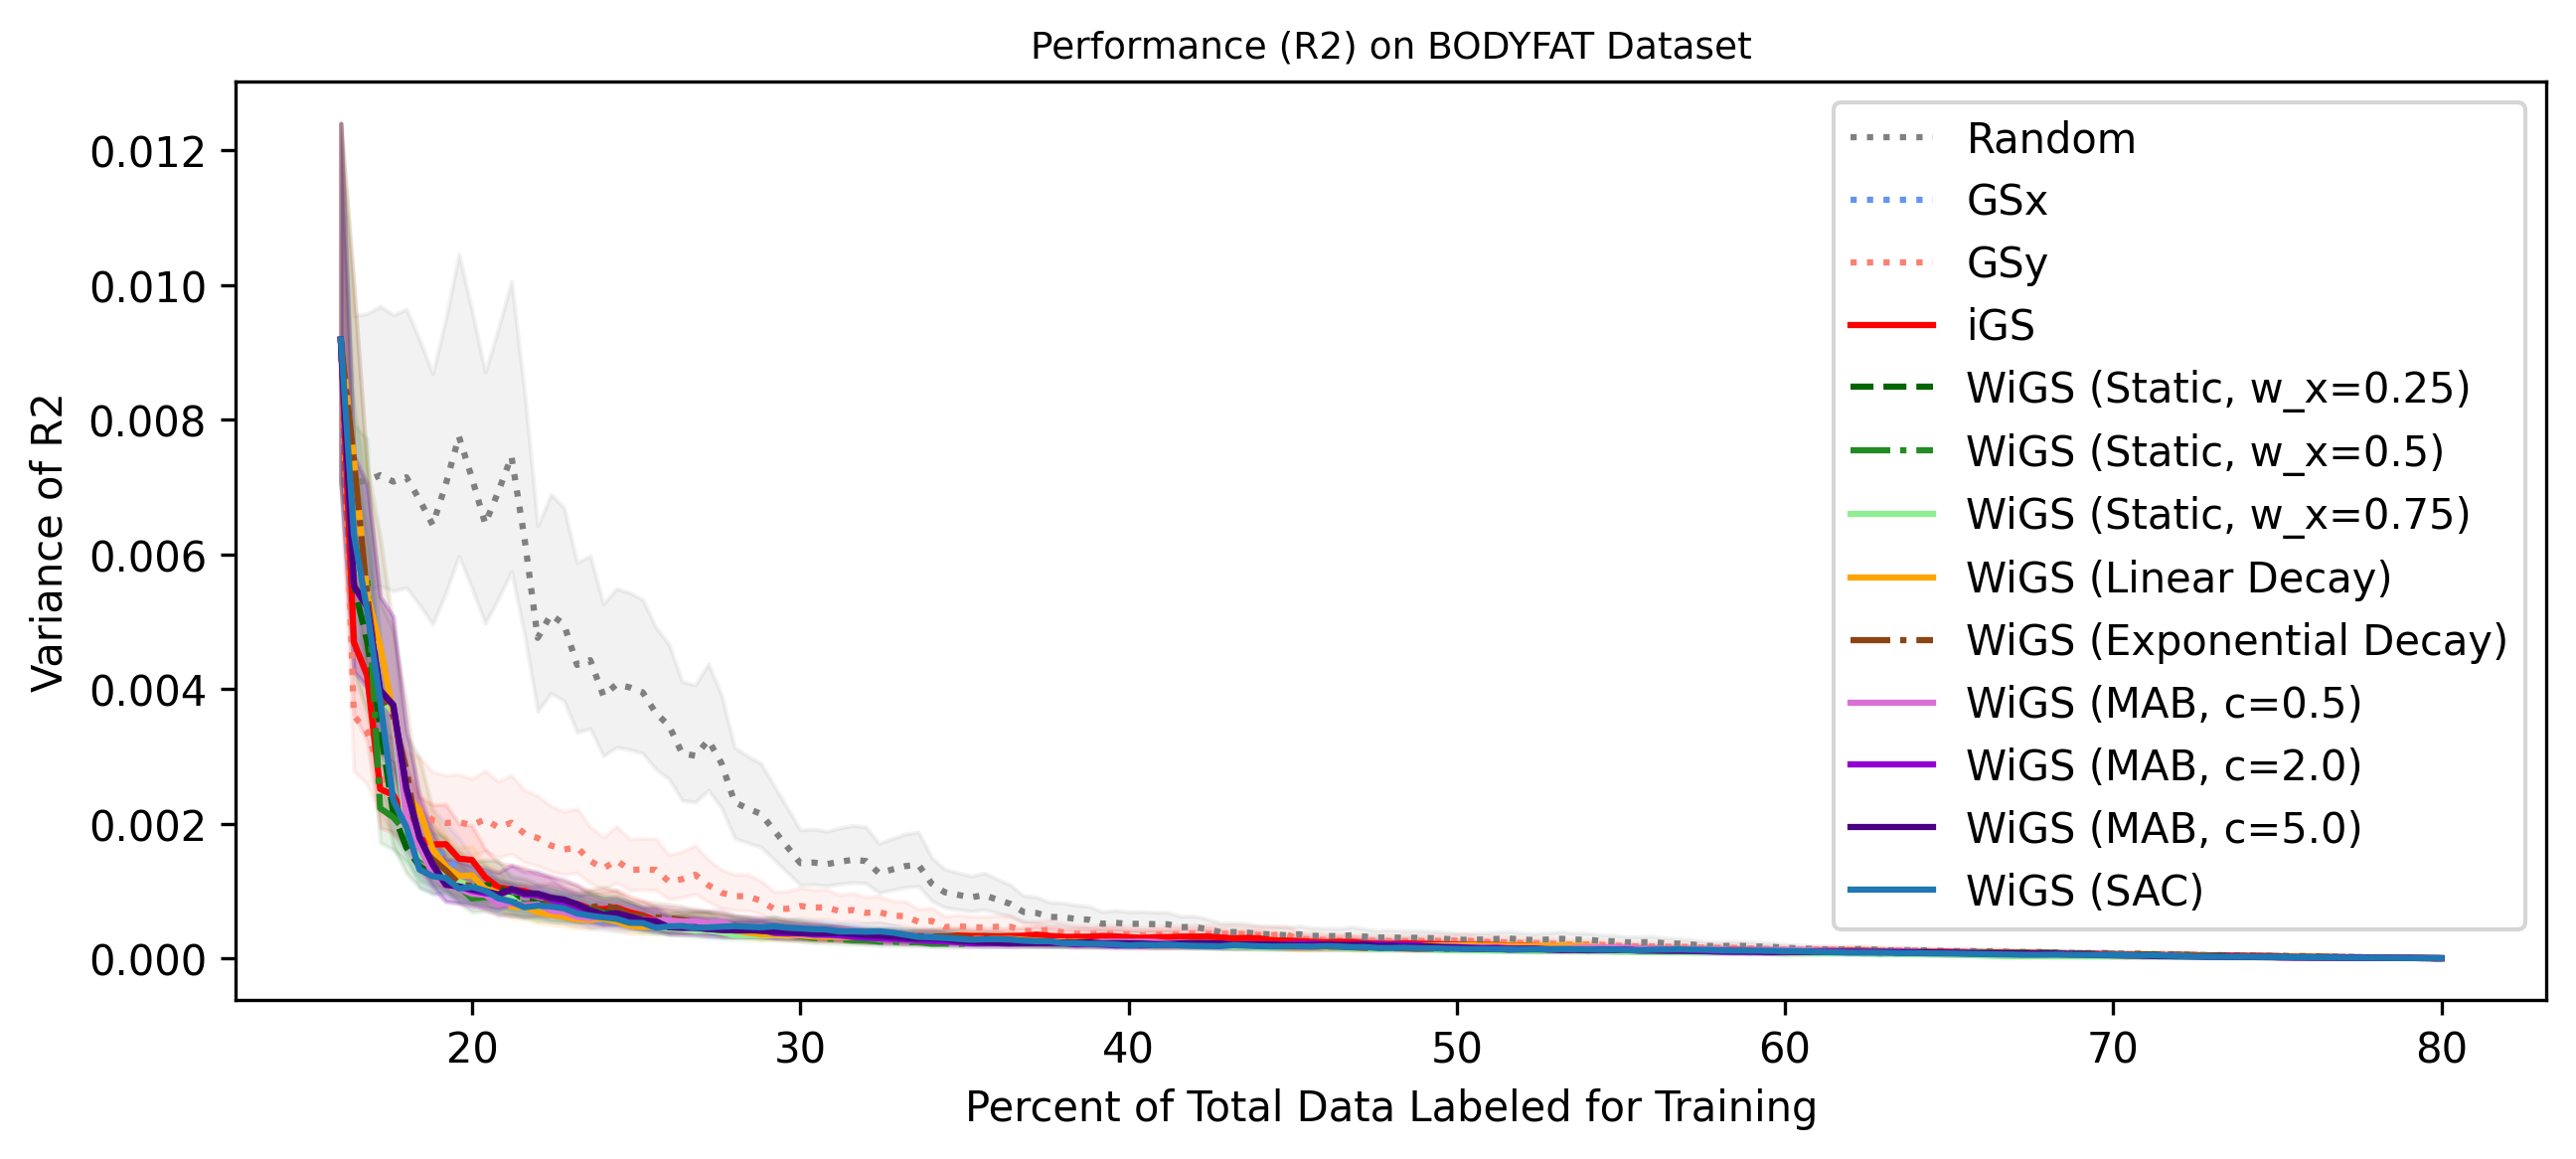 Performance (R2) on BODYFAT Dataset
Variance of R2
0.012
0.010
0.008
0.006
0.004
0.002
0.000
20 30 40 50 60 70 80
Percent of Total Data Labeled for Training
Random
GSx
GSy
iGS
WiGS (Static, w_x=0.25)
WiGS (Static, w_x=0.5)
WiGS (Static, w_x=0.75)
WiGS (Linear Decay)
WiGS (Exponential Decay)
WiGS (MAB, c=0.5)
WiGS (MAB, c=2.0)
WiGS (MAB, c=5.0)
WiGS (SAC)